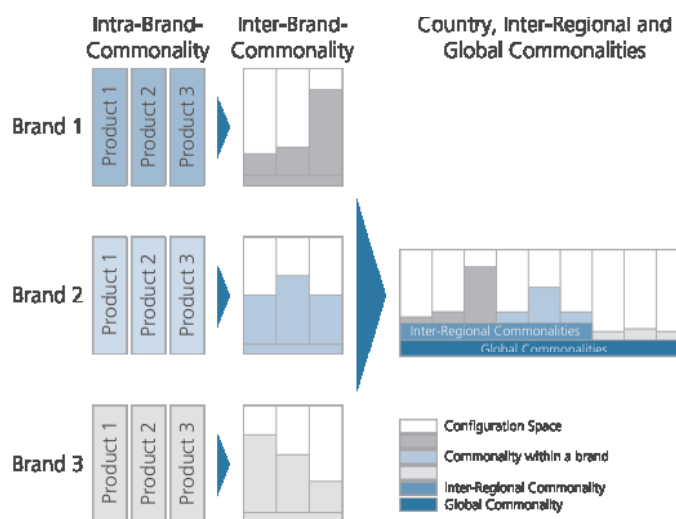 Intra-Brand-
Commonality
Inter-Brand-
Commonality
Country, Inter-Regional and
Global Commonalities
Brand 1
Product 1
Product 2
Product 3
Brand 2
Product 1
Product 2
Product 3
Inter-Regional Commonalities
Global Commonalities
Brand 3
Product 1
Product 2
Product 3
Configuration Space
Commonality within a brand
Inter-Regional Commonality
Global Commonality